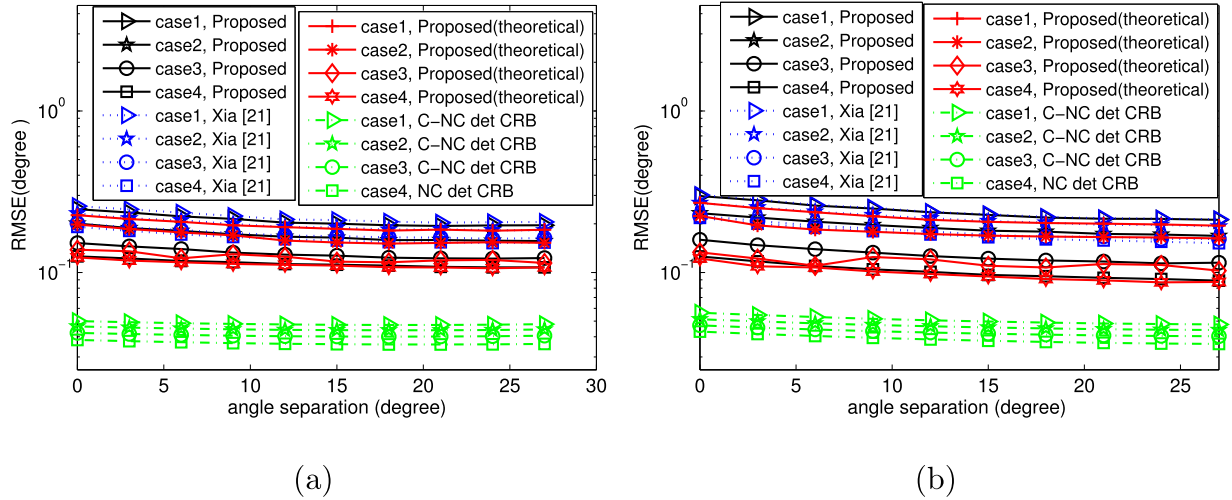 case1, Proposed
case2, Proposed
case3, Proposed
case4, Proposed
case1, Xia [21]
case2, Xia [21]
case3, Xia [21]
case4, Xia [21]
case1, Proposed(theoretical)
case2, Proposed(theoretical)
case3, Proposed(theoretical)
case4, Proposed(theoretical)
case1, C−NC det CRB
case2, C−NC det CRB
case3, C−NC det CRB
case4, NC det CRB
RMSE(degree )
10^0
10^-1
0 5 10 15 20 25 30
angle separation (degree)
(a)
case1, Proposed
case2, Proposed
case3, Proposed
case4, Proposed
case1, Xia [21]
case2, Xia [21]
case3, Xia [21]
case4, Xia [21]
case1, Proposed(theoretical)
case2, Proposed(theoretical)
case3, Proposed(theoretical)
case4, Proposed(theoretical)
case1, C−NC det CRB
case2, C−NC det CRB
case3, C−NC det CRB
case4, NC det CRB
RMSE(degree)
10^0
10^-1
0 5 10 15 20 25
angle separation (degree)
(b)